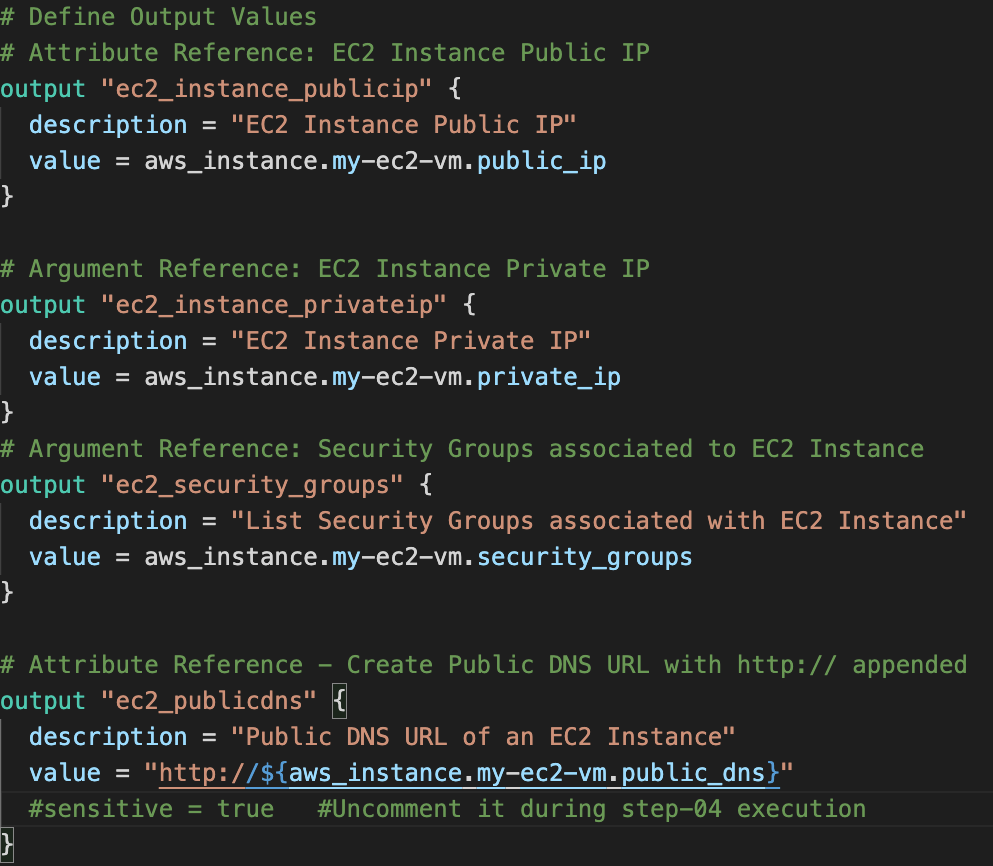 # Define Output Values
# Attribute Reference: EC2 Instance Public IP
output "ec2_instance_publicip" {
  description = "EC2 Instance Public IP"
  value = aws_instance.my-ec2-vm.public_ip
}

# Argument Reference: EC2 Instance Private IP
output "ec2_instance_privateip" {
  description = "EC2 Instance Private IP"
  value = aws_instance.my-ec2-vm.private_ip
}
# Argument Reference: Security Groups associated to EC2 Instance
output "ec2_security_groups" {
  description = "List Security Groups associated with EC2 Instance"
  value = aws_instance.my-ec2-vm.security_groups
}

# Attribute Reference - Create Public DNS URL with http:// appended
output "ec2_publicdns" {
  description = "Public DNS URL of an EC2 Instance"
  value = "http://${aws_instance.my-ec2-vm.public_dns}"
  #sensitive = true   #Uncomment it during step-04 execution
}